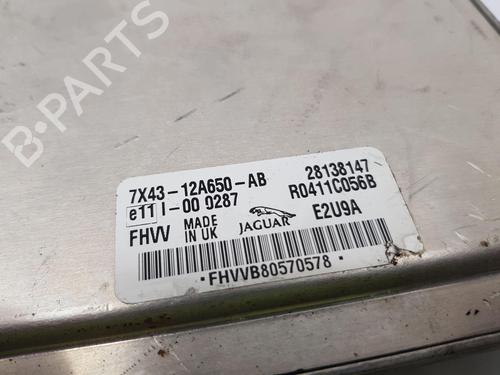 B-Parts
7X43-12A650-AB 28138147
e11 I-00 0287 R0411C056B
FHVV MADE IN UK JAGUAR E2U9A
*FHVVB80570578*